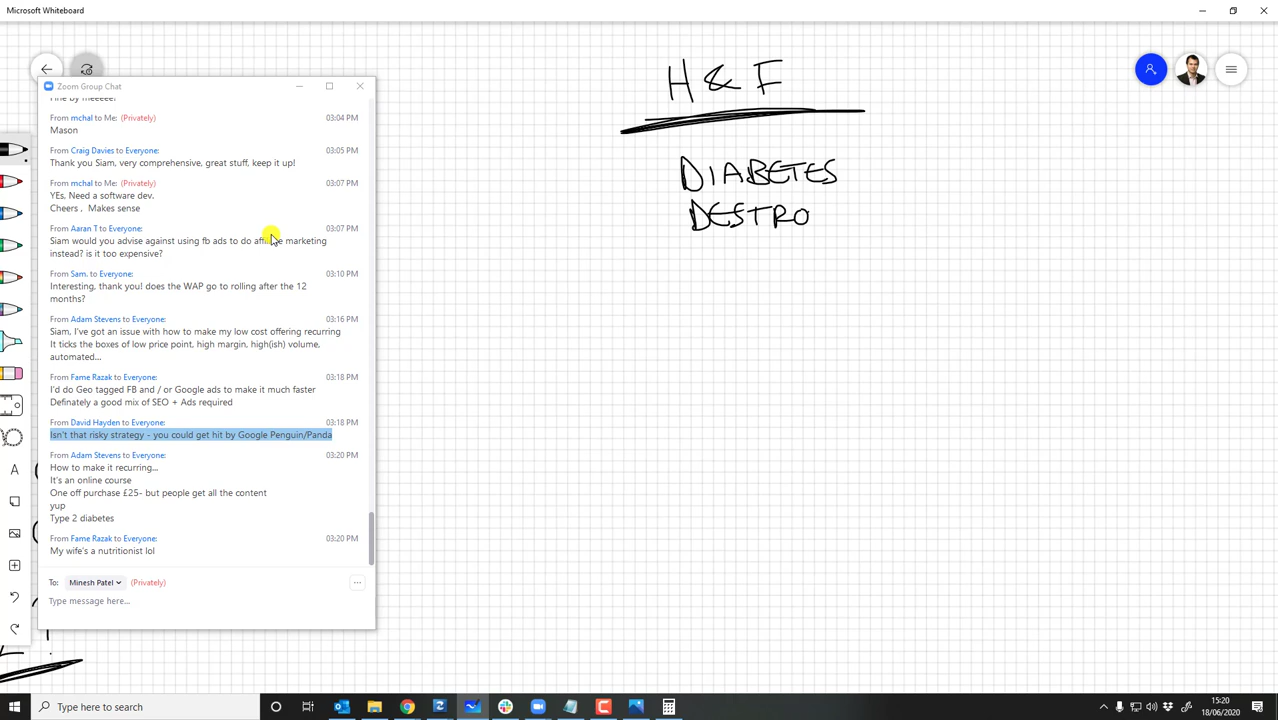 Microsoft Whiteboard
H & F
DIABETES
DESTRO
Zoom Group Chat
From mchal to Me: (Privately) 03:04 PM
Mason
From Craig Davies to Everyone: 03:05 PM
Thank you Siam, very comprehensive, great stuff, keep it up!
From mchal to Me: (Privately) 03:07 PM
YEs, Need a software dev.
Cheers , Makes sense
From Aaran T to Everyone: 03:07 PM
Siam would you advise against using fb ads to do marketing
instead? is it too expensive?
From Sam. to Everyone: 03:10 PM
Interesting, thank you! does the WAP go to rolling after the 12
months?
From Adam Stevens to Everyone: 03:16 PM
Siam, I've got an issue with how to make my low cost offering recurring
It ticks the boxes of low price point, high margin, high(ish) volume,
automated...
From Fame Razak to Everyone: 03:18 PM
I'd do Geo tagged FB and / or Google ads to make it much faster
Definately a good mix of SEO + Ads required
From David Hayden to Everyone: 03:18 PM
Isn't that risky strategy - you could get hit by Google Penguin/Panda
From Adam Stevens to Everyone: 03:20 PM
How to make it recurring...
It's an online course
One off purchase £25- but people get all the content
yup
Type 2 diabetes
From Fame Razak to Everyone: 03:20 PM
My wife's a nutritionist lol
To: Minesh Patel (Privately)
Type message here...
Type here to search
15:20
18/06/2020